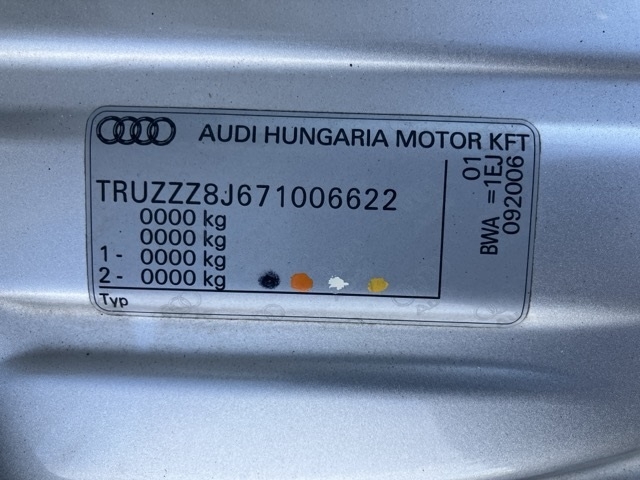 AUDI HUNGARIA MOTOR KFT
TRUZZZ8J671006622
0000 kg
0000 kg
1- 0000 kg
2- 0000 kg
Typ
01
BWA =1EJ
092006